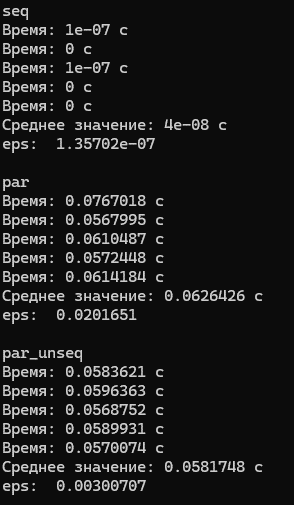 seq
Время: 1e-07 с
Время: 0 с
Время: 1e-07 с
Время: 0 с
Время: 0 с
Среднее значение: 4e-08 с
eps:  1.35702e-07

par
Время: 0.0767018 с
Время: 0.0567995 с
Время: 0.0610487 с
Время: 0.0572448 с
Время: 0.0614184 с
Среднее значение: 0.0626426 с
eps:  0.0201651

par_unseq
Время: 0.0583621 с
Время: 0.0596363 с
Время: 0.0568752 с
Время: 0.0589931 с
Время: 0.0570074 с
Среднее значение: 0.0581748 с
eps:  0.00300707